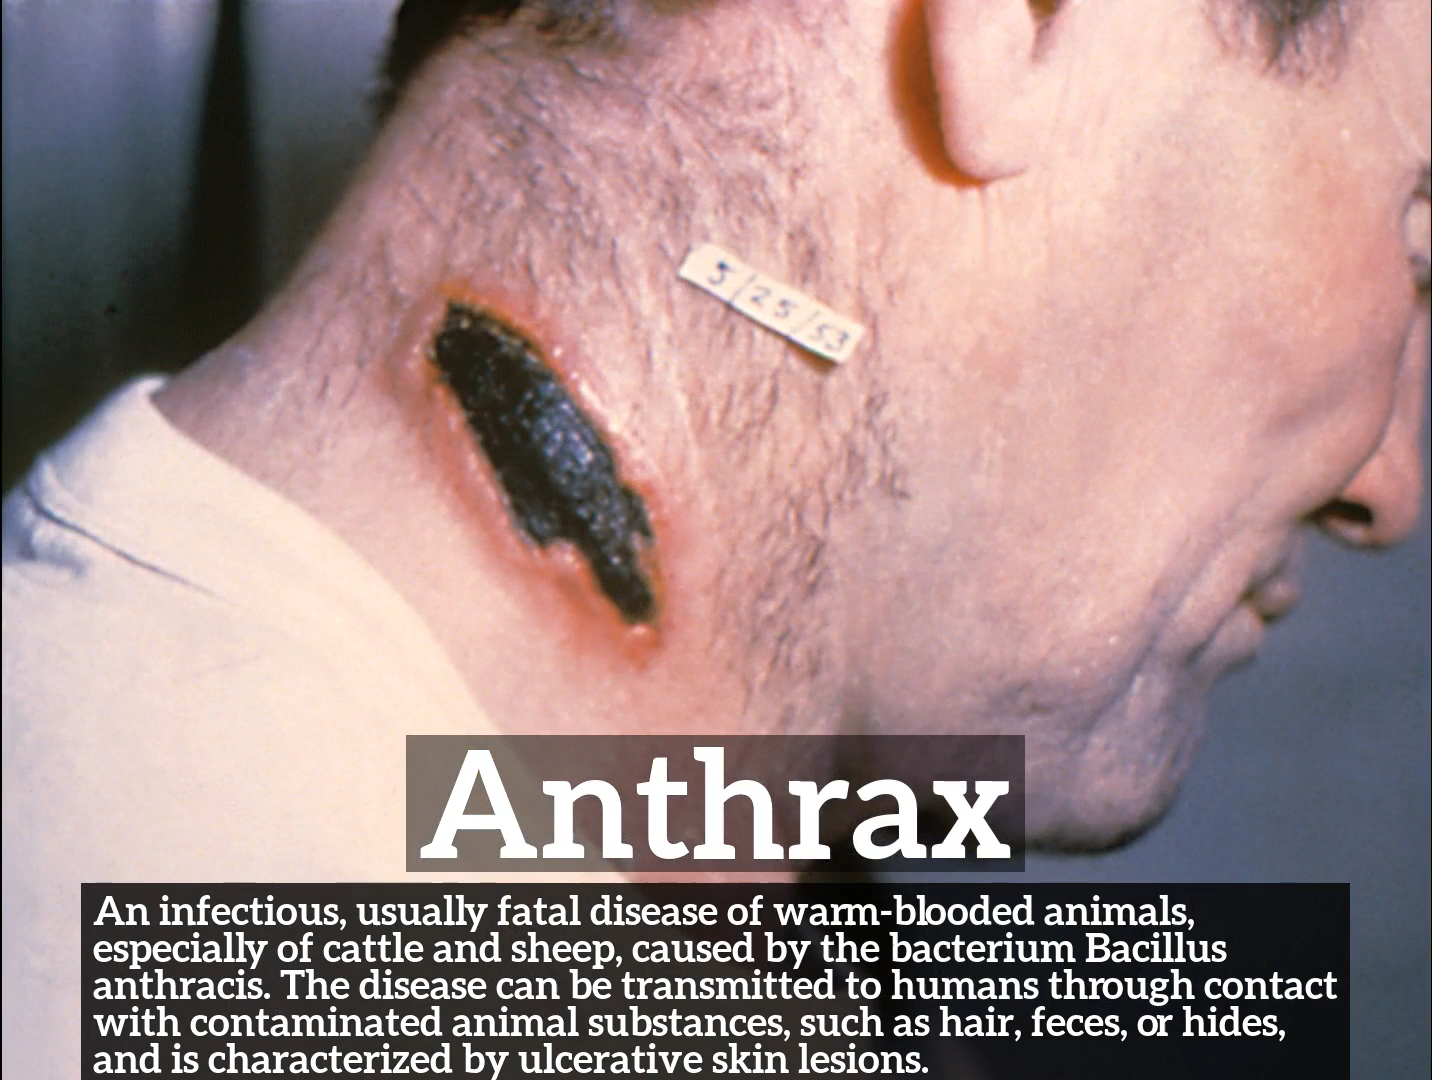 5/25/53
Anthrax
An infectious, usually fatal disease of warm-blooded animals,
especially of cattle and sheep, caused by the bacterium Bacillus
anthracis. The disease can be transmitted to humans through contact
with contaminated animal substances, such as hair, feces, or hides,
and is characterized by ulcerative skin lesions.